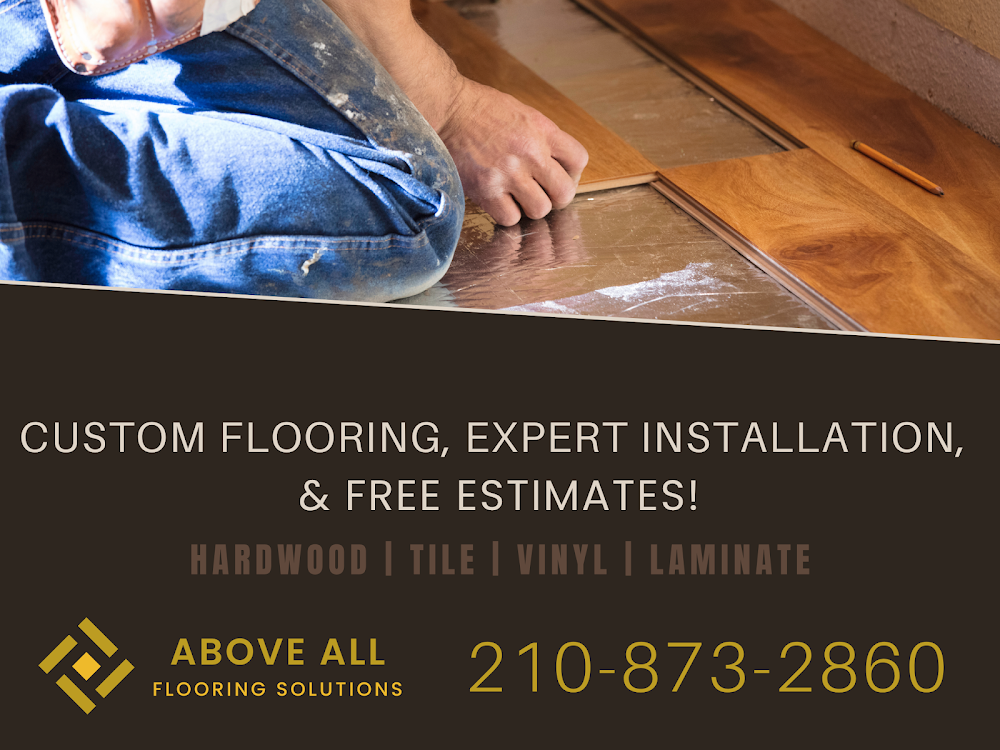 CUSTOM FLOORING, EXPERT INSTALLATION,
& FREE ESTIMATES!
HARDWOOD | TILE | VINYL | LAMINATE
ABOVE ALL
FLOORING SOLUTIONS
210-873-2860